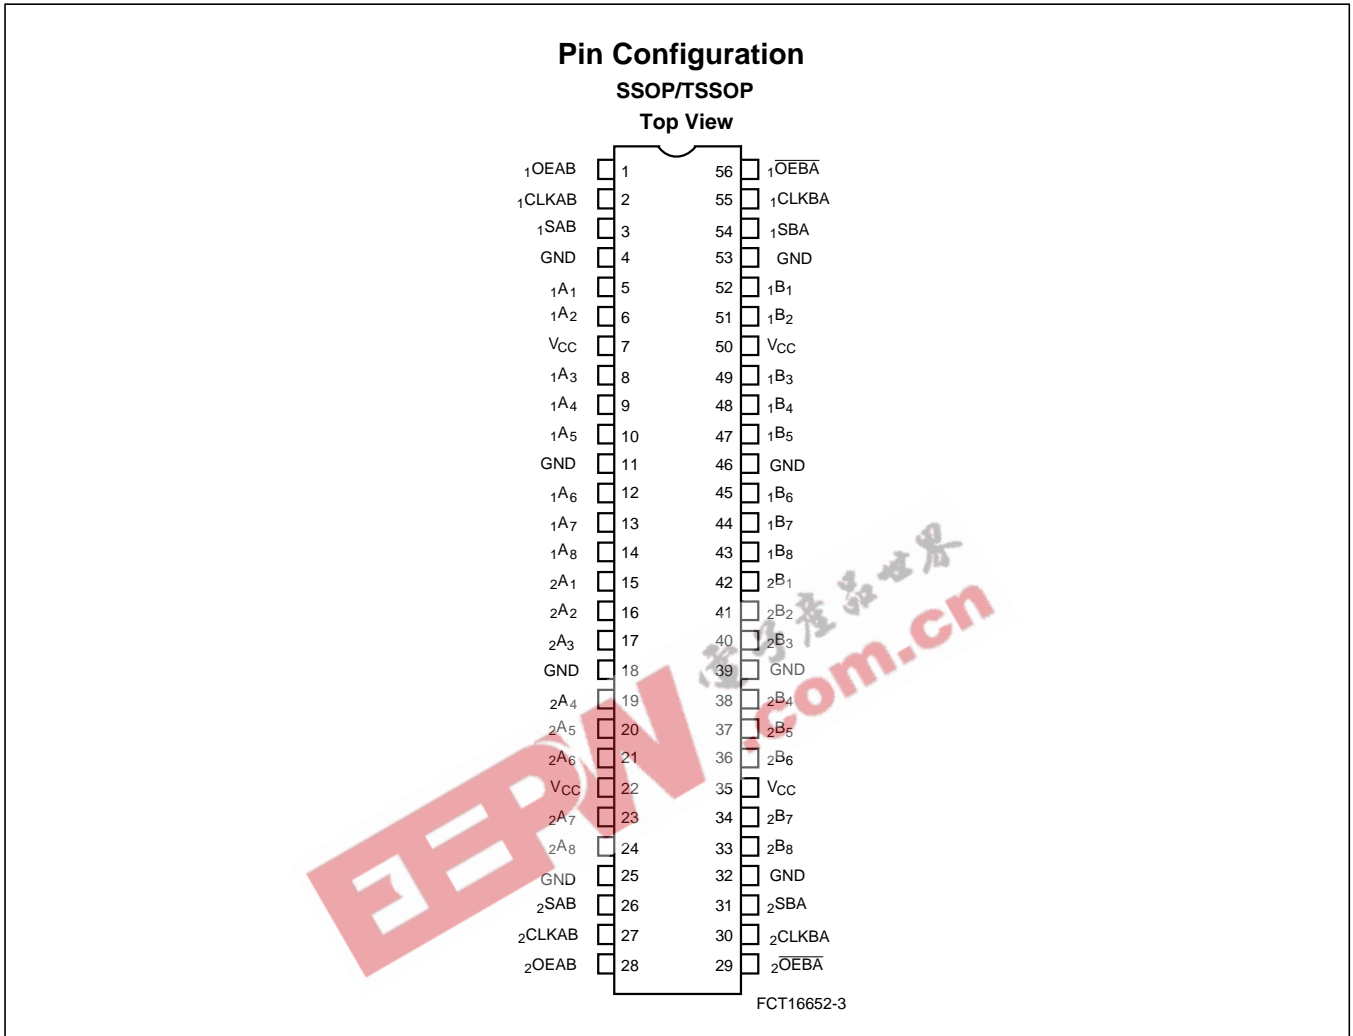 Pin Configuration
SSOP/TSSOP
Top View
1OEAB 1 56 1OEBA
1CLKAB 2 55 1CLKBA
1SAB 3 54 1SBA
GND 4 53 GND
1A1 5 52 1B1
1A2 6 51 1B2
VCC 7 50 VCC
1A3 8 49 1B3
1A4 9 48 1B4
1A5 10 47 1B5
GND 11 46 GND
1A6 12 45 1B6
1A7 13 44 1B7
1A8 14 43 1B8
2A1 15 42 2B1
2A2 16 41 2B2
2A3 17 40 2B3
GND 18 39 GND
2A4 19 38 2B4
2A5 20 37 2B5
2A6 21 36 2B6
VCC 22 35 VCC
2A7 23 34 2B7
2A8 24 33 2B8
GND 25 32 GND
2SAB 26 31 2SBA
2CLKAB 27 30 2CLKBA
2OEAB 28 29 2OEBA
FCT16652-3
電子產品世界
EEPW.com.cn